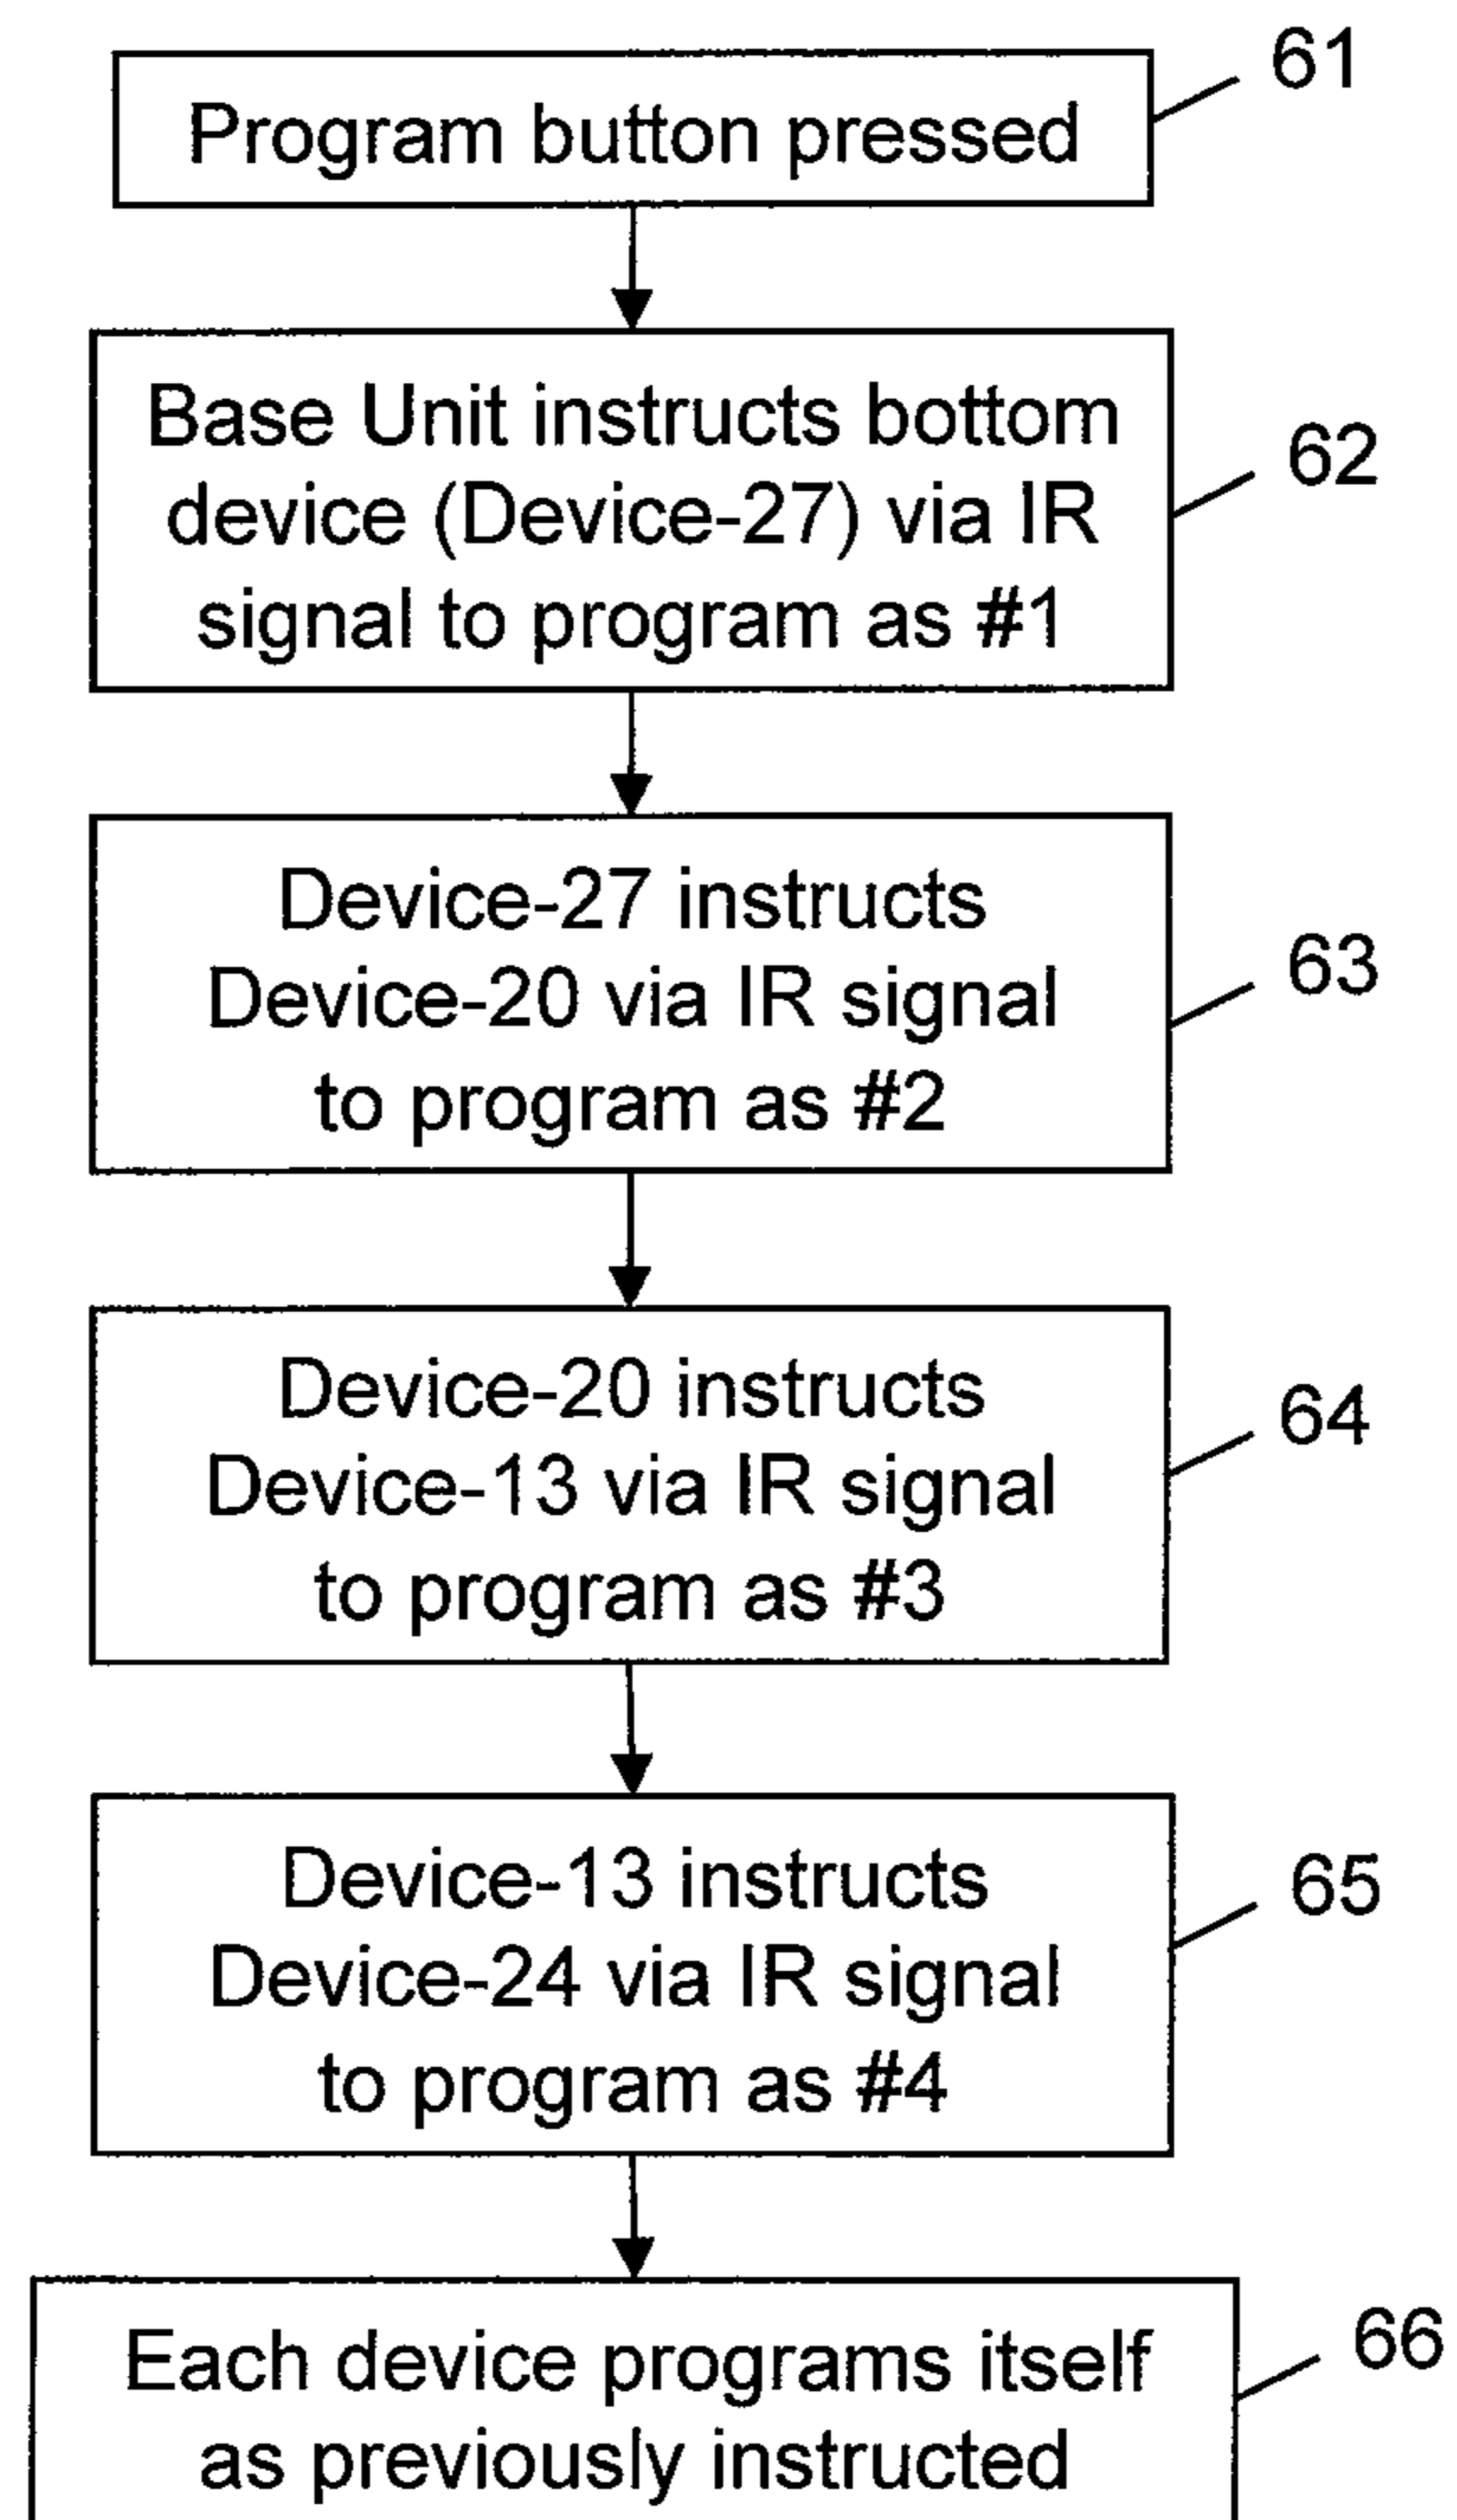 Program button pressed
61
Base Unit instructs bottom
device (Device-27) via IR
signal to program as #1
62
Device-27 instructs
Device-20 via IR signal
to program as #2
63
Device-20 instructs
Device-13 via IR signal
to program as #3
64
Device-13 instructs
Device-24 via IR signal
to program as #4
65
Each device programs itself
as previously instructed
66